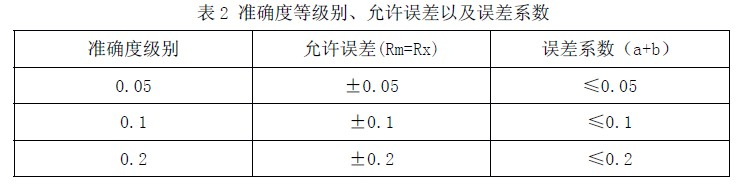 表2 准确度等级别、允许误差以及误差系数
准确度级别 允许误差(Rm=Rx) 误差系数（a+b）
0.05 ±0.05 ≤0.05
0.1 ±0.1 ≤0.1
0.2 ±0.2 ≤0.2